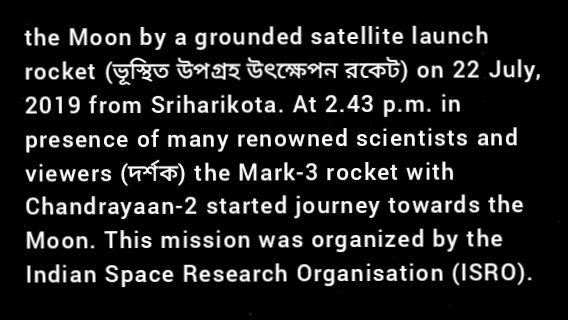 the Moon by a grounded satellite launch
rocket (ভূস্থিত উপগ্রহ উৎক্ষেপন রকেট) on 22 July,
2019 from Sriharikota. At 2.43 p.m. in
presence of many renowned scientists and
viewers (দর্শক) the Mark-3 rocket with
Chandrayaan-2 started journey towards the
Moon. This mission was organized by the
Indian Space Research Organisation (ISRO).